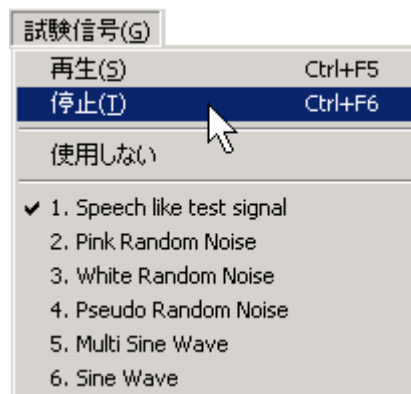 試験信号(G)
再生(S) Ctrl+F5
停止(T) Ctrl+F6
使用しない
✔ 1. Speech like test signal
2. Pink Random Noise
3. White Random Noise
4. Pseudo Random Noise
5. Multi Sine Wave
6. Sine Wave